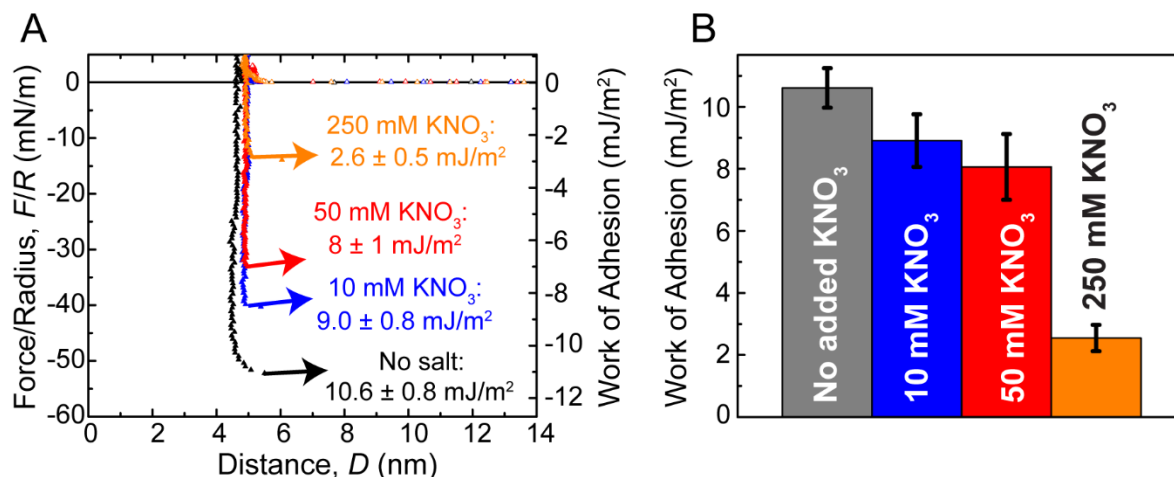 A
Force/Radius, F/R (mN/m)
0
-10
-20
-30
-40
-50
-60
0 2 4 6 8 10 12 14
Distance, D (nm)
0
-2
-4
-6
-8
-10
-12
Work of Adhesion (mJ/m²)
250 mM KNO₃:
2.6 ± 0.5 mJ/m²
50 mM KNO₃:
8 ± 1 mJ/m²
10 mM KNO₃:
9.0 ± 0.8 mJ/m²
No salt:
10.6 ± 0.8 mJ/m²
B
Work of Adhesion (mJ/m²)
10
8
6
4
2
0
No added KNO₃
10 mM KNO₃
50 mM KNO₃
250 mM KNO₃